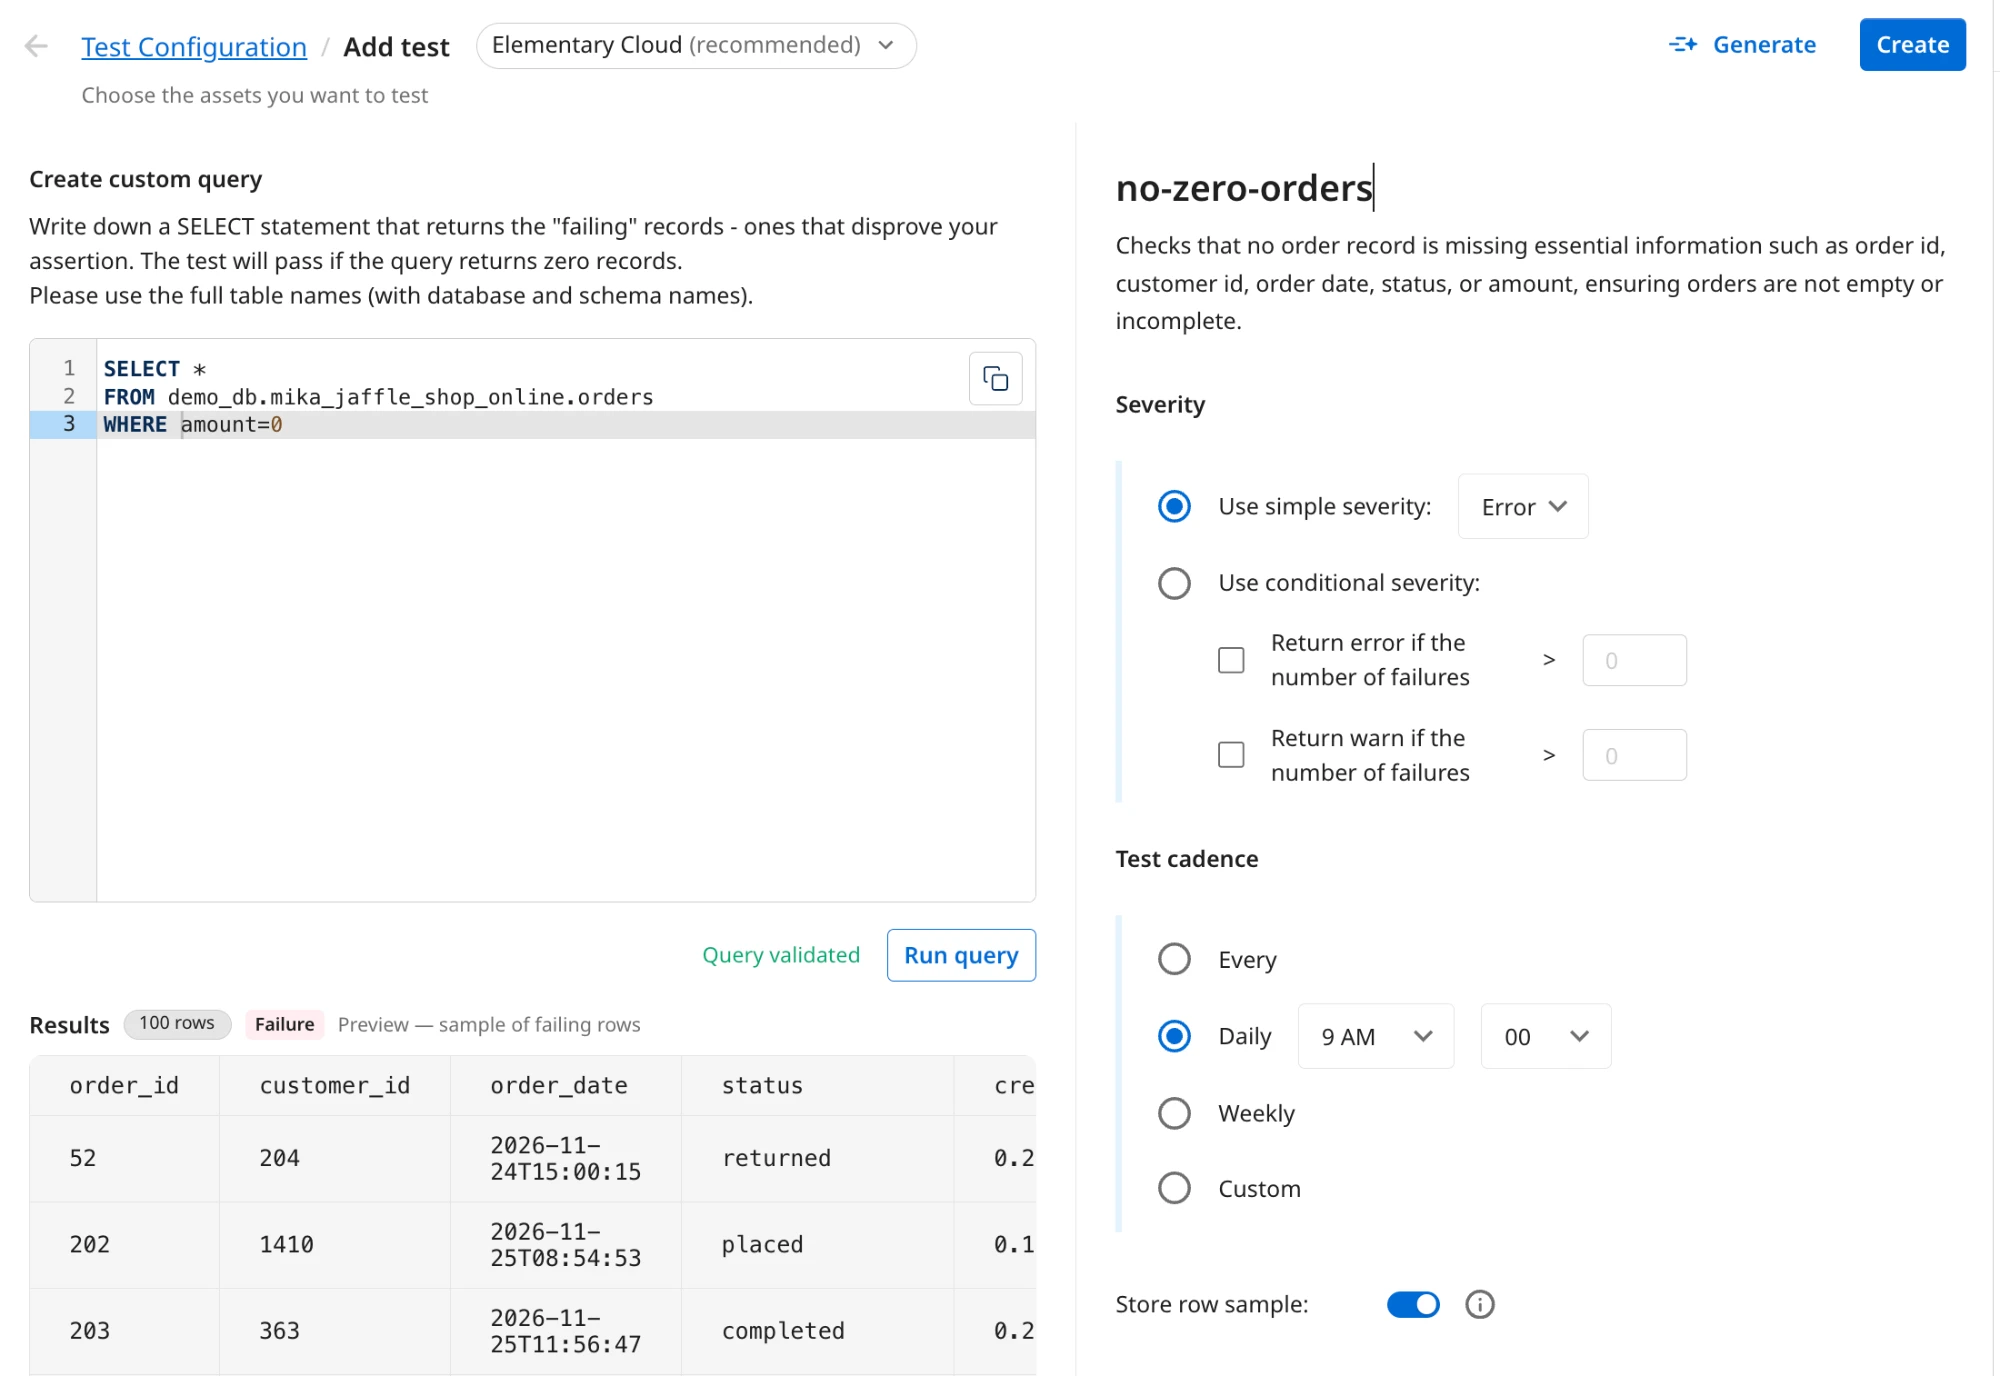 Test Configuration / Add test Elementary Cloud (recommended)
Generate Create
Choose the assets you want to test
Create custom query
Write down a SELECT statement that returns the "failing" records - ones that disprove your
assertion. The test will pass if the query returns zero records.
Please use the full table names (with database and schema names).
1 SELECT *
2 FROM demo_db.mika_jaffle_shop_online.orders
3 WHERE amount=0
Query validated Run query
Results 100 rows Failure Preview — sample of failing rows
order_id customer_id order_date status cre
52 204 2026-11-
24T15:00:15 returned 0.2
202 1410 2026-11-
25T08:54:53 placed 0.1
203 363 2026-11-
25T11:56:47 completed 0.2
no-zero-orders
Checks that no order record is missing essential information such as order id,
customer id, order date, status, or amount, ensuring orders are not empty or
incomplete.
Severity
Use simple severity: Error
Use conditional severity:
Return error if the
number of failures > 0
Return warn if the
number of failures > 0
Test cadence
Every
Daily 9 AM 00
Weekly
Custom
Store row sample: